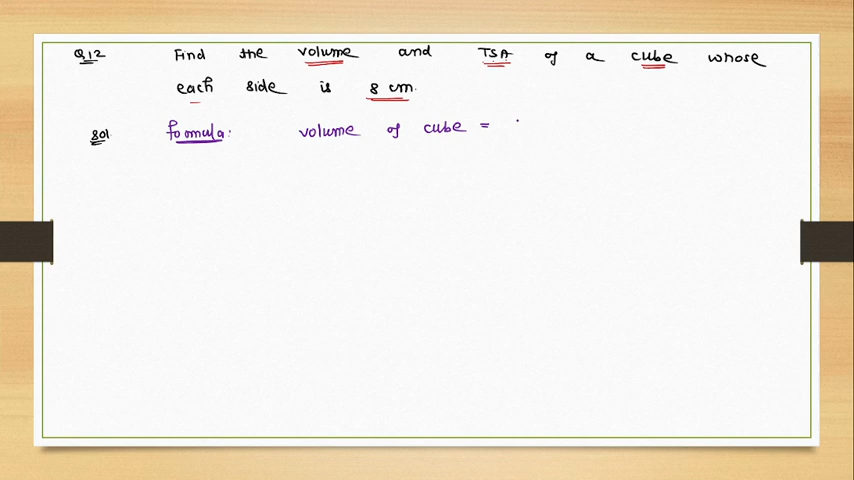 Q12 Find the volume and TSA of a cube whose
each side is 8 cm.
Sol. formula: volume of cube =